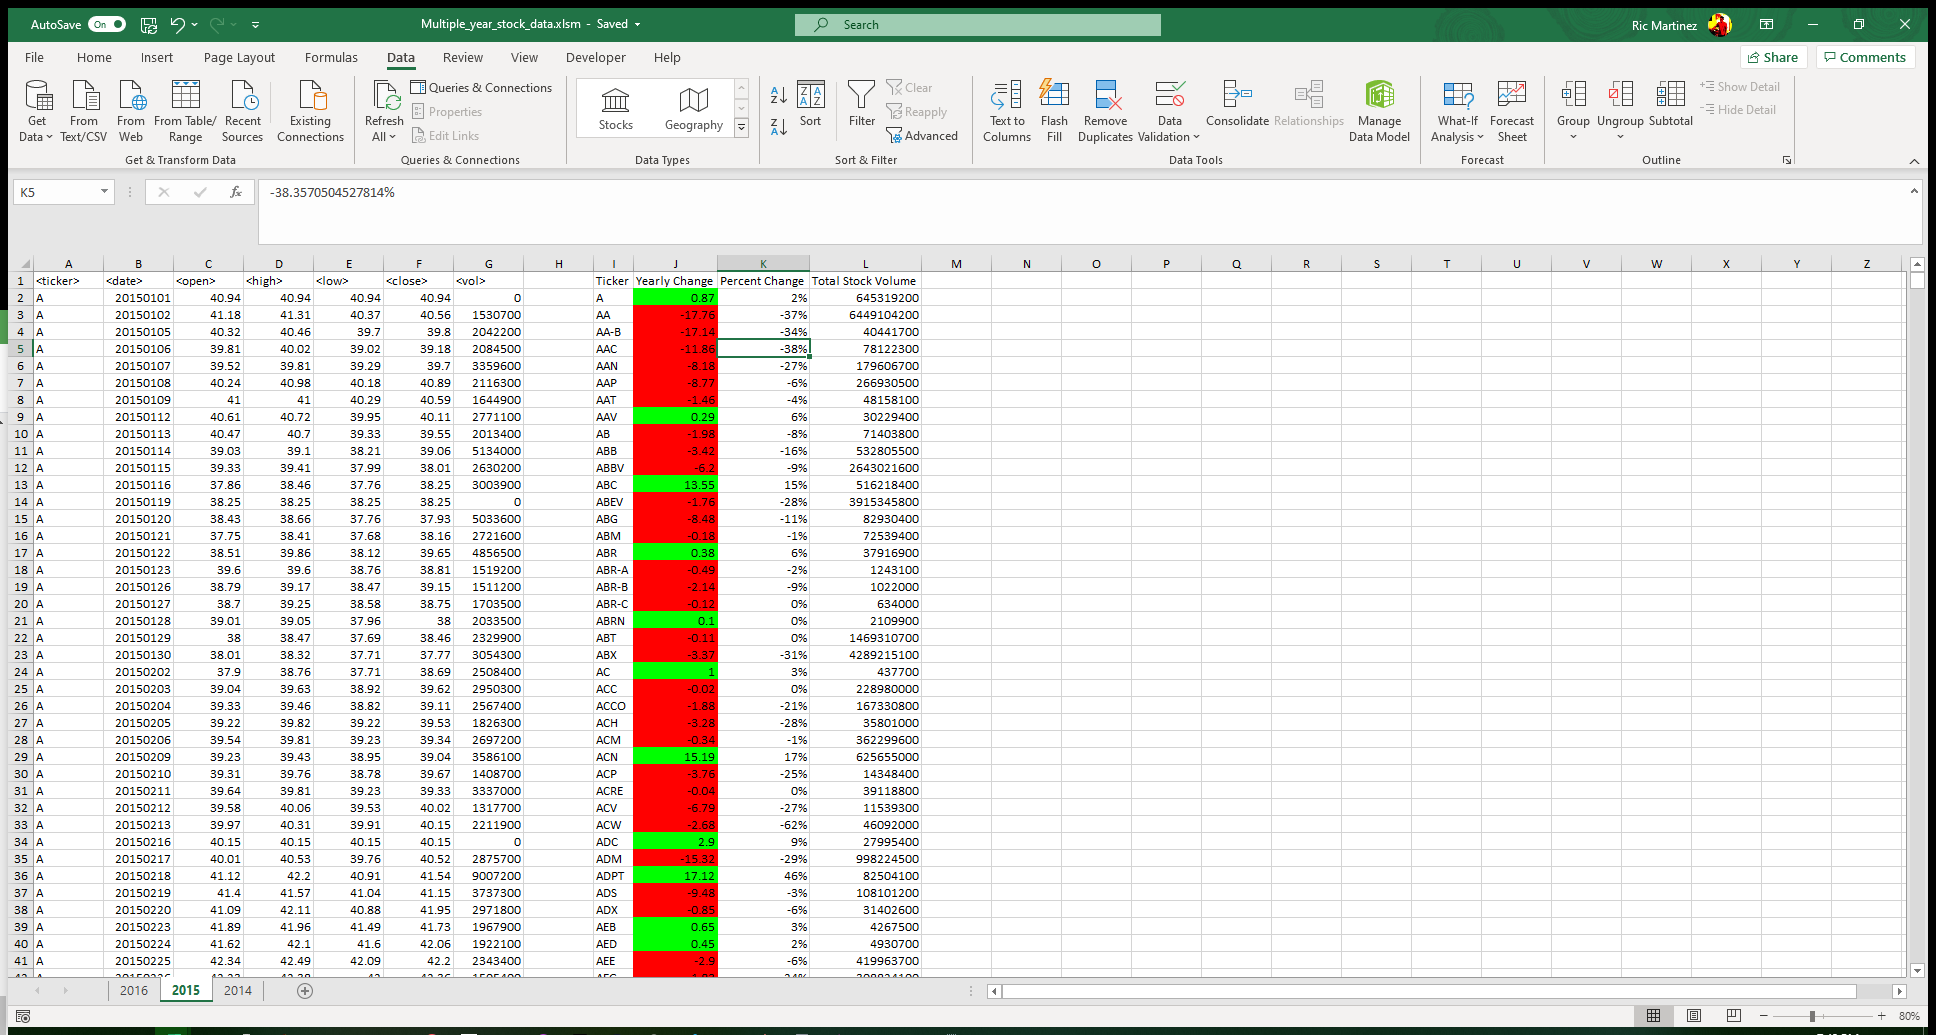 AutoSave On Multiple_year_stock_data.xlsm - Saved Search Ric Martinez
File Home Insert Page Layout Formulas Data Review View Developer Help Share Comments
Get Data From Text/CSV From Web From Table/ Range Recent Sources Existing Connections Refresh All Queries & Connections Properties Edit Links Stocks Geography Sort Filter Clear Reapply Advanced Text to Columns Flash Fill Remove Duplicates Data Validation Consolidate Relationships Manage Data Model What-If Analysis Forecast Sheet Group Ungroup Subtotal Show Detail Hide Detail
Get & Transform Data Queries & Connections Data Types Sort & Filter Data Tools Forecast Outline
K5 fx -38.3570504527814%
A B C D E F G H I J K L M N O P Q R S T U V W X Y Z
1 <ticker> <date> <open> <high> <low> <close> <vol> Ticker Yearly Change Percent Change Total Stock Volume
2 A 20150101 40.94 40.94 40.94 40.94 0 A 0.87 2% 645319200
3 A 20150102 41.18 41.31 40.37 40.56 1530700 AA -17.76 -37% 6449104200
4 A 20150105 40.32 40.46 39.7 39.8 2042200 AA-B -17.14 -34% 40441700
5 A 20150106 39.81 40.02 39.02 39.18 2084500 AAC -11.86 -38% 78122300
6 A 20150107 39.52 39.81 39.29 39.7 3359600 AAN -8.18 -27% 179606700
7 A 20150108 40.24 40.98 40.18 40.89 2116300 AAP -8.77 -6% 266930500
8 A 20150109 41 41 40.29 40.59 1644900 AAT -1.46 -4% 48158100
9 A 20150112 40.61 40.72 39.95 40.11 2771100 AAV 0.29 6% 30229400
10 A 20150113 40.47 40.7 39.33 39.55 2013400 AB -1.98 -8% 71403800
11 A 20150114 39.03 39.1 38.21 39.06 5134000 ABB -3.42 -16% 532805500
12 A 20150115 39.33 39.41 37.99 38.01 2630200 ABBV -6.2 -9% 2643021600
13 A 20150116 37.86 38.46 37.76 38.25 3003900 ABC 13.55 15% 516218400
14 A 20150119 38.25 38.25 38.25 38.25 0 ABEV -1.76 -28% 3915345800
15 A 20150120 38.43 38.66 37.76 37.93 5033600 ABG -8.48 -11% 82930400
16 A 20150121 37.75 38.41 37.68 38.16 2721600 ABM -0.18 -1% 72539400
17 A 20150122 38.51 39.86 38.12 39.65 4856500 ABR 0.38 6% 37916900
18 A 20150123 39.6 39.6 38.76 38.81 1519200 ABR-A -0.49 -2% 1243100
19 A 20150126 38.79 39.17 38.47 39.15 1511200 ABR-B -2.14 -9% 1022000
20 A 20150127 38.7 39.25 38.58 38.75 1703500 ABR-C -0.12 0% 634000
21 A 20150128 39.01 39.05 37.96 38 2033500 ABRN 0.1 0% 2109900
22 A 20150129 38 38.47 37.69 38.46 2329900 ABT -0.11 0% 1469310700
23 A 20150130 38.01 38.32 37.71 37.77 3054300 ABX -3.37 -31% 4289215100
24 A 20150202 37.9 38.76 37.71 38.69 2508400 AC 1 3% 437700
25 A 20150203 39.04 39.63 38.92 39.62 2950300 ACC -0.02 0% 228980000
26 A 20150204 39.33 39.46 38.82 39.11 2567400 ACCO -1.88 -21% 167330800
27 A 20150205 39.22 39.82 39.22 39.53 1826300 ACH -3.28 -28% 35801000
28 A 20150206 39.54 39.81 39.23 39.34 2697200 ACM -0.34 -1% 362299600
29 A 20150209 39.23 39.43 38.95 39.04 3586100 ACN 15.19 17% 625655000
30 A 20150210 39.31 39.76 38.78 39.67 1408700 ACP -3.76 -25% 14348400
31 A 20150211 39.64 39.81 39.23 39.33 3337000 ACRE -0.04 0% 39118800
32 A 20150212 39.58 40.06 39.53 40.02 1317700 ACV -6.79 -27% 11539300
33 A 20150213 39.97 40.31 39.91 40.15 2211900 ACW -2.68 -62% 46092000
34 A 20150216 40.15 40.15 40.15 40.15 0 ADC 2.9 9% 27995400
35 A 20150217 40.01 40.53 39.76 40.52 2875700 ADM -15.32 -29% 998224500
36 A 20150218 41.12 42.2 40.91 41.54 9007200 ADPT 17.12 46% 82504100
37 A 20150219 41.4 41.57 41.04 41.15 3737300 ADS -9.48 -3% 108101200
38 A 20150220 41.09 42.11 40.88 41.95 2971800 ADX -0.85 -6% 31402600
39 A 20150223 41.89 41.96 41.49 41.73 1967900 AEB 0.65 3% 4267500
40 A 20150224 41.62 42.1 41.6 42.06 1922100 AED 0.45 2% 4930700
41 A 20150225 42.34 42.49 42.09 42.2 2343400 AEE -2.9 -6% 419963700
2016 2015 2014
80%